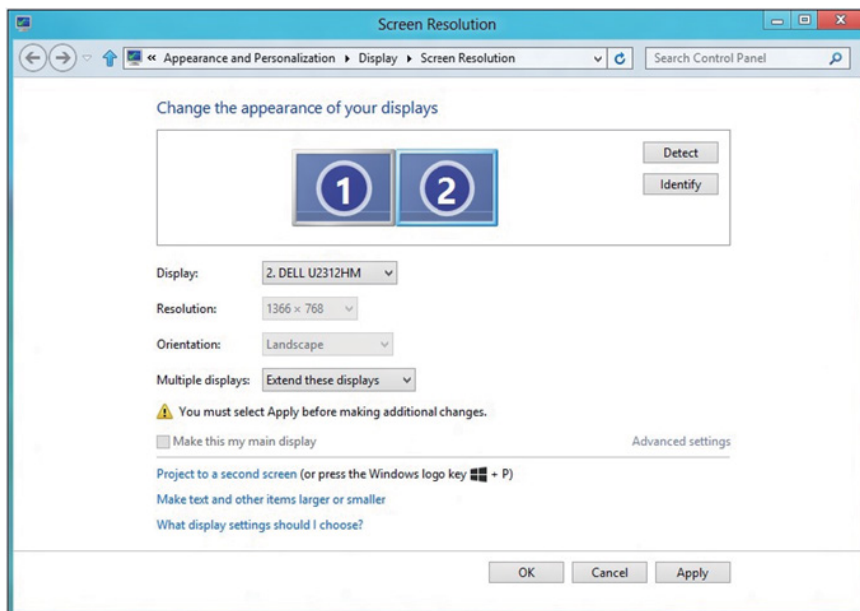 Screen Resolution
« Appearance and Personalization ▸ Display ▸ Screen Resolution
Search Control Panel
Change the appearance of your displays
1 2
Detect
Identify
Display: 2. DELL U2312HM
Resolution: 1366 × 768
Orientation: Landscape
Multiple displays: Extend these displays
You must select Apply before making additional changes.
Make this my main display Advanced settings
Project to a second screen (or press the Windows logo key + P)
Make text and other items larger or smaller
What display settings should I choose?
OK Cancel Apply